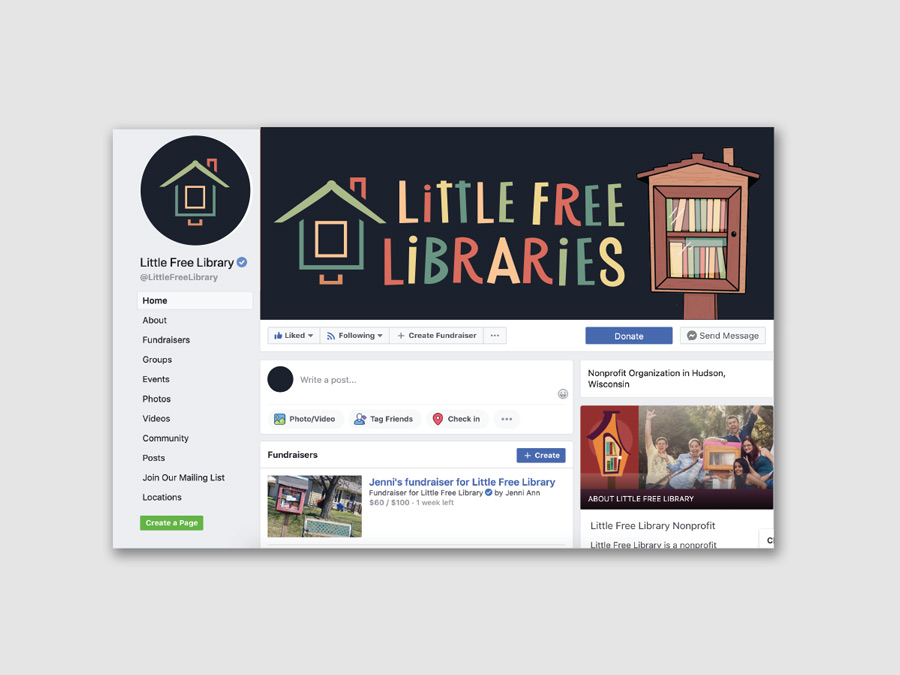 Little Free Library
@LittleFreeLibrary
Home
About
Fundraisers
Groups
Events
Photos
Videos
Community
Posts
Join Our Mailing List
Locations
Create a Page
LiTTLE FREE
LiBRARiES
Liked
Following
+ Create Fundraiser
...
Donate
Send Message
Write a post...
Photo/Video
Tag Friends
Check in
...
Fundraisers
+ Create
Jenni's fundraiser for Little Free Library
Fundraiser for Little Free Library by Jenni Ann
$60 / $100 · 1 week left
Nonprofit Organization in Hudson,
Wisconsin
ABOUT LITTLE FREE LIBRARY
Little Free Library Nonprofit
Little Free Library is a nonprofit